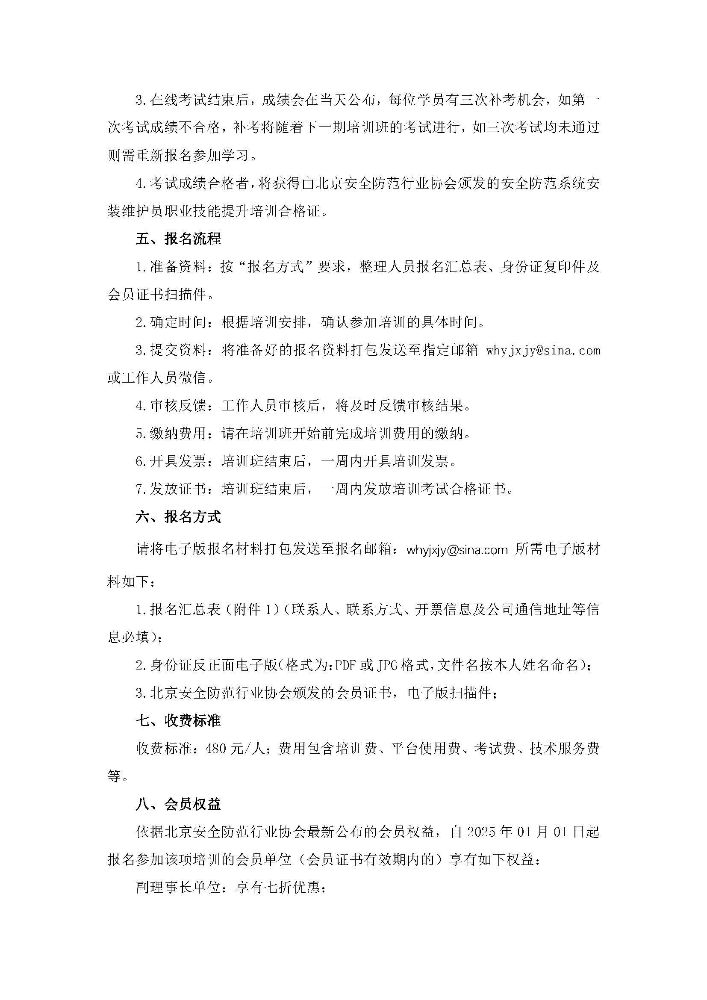 3.在线考试结束后，成绩会在当天公布，每位学员有三次补考机会，如第一
次考试成绩不合格，补考将随着下一期培训班的考试进行，如三次考试均未通过
则需重新报名参加学习。
4.考试成绩合格者，将获得由北京安全防范行业协会颁发的安全防范系统安
装维护员职业技能提升培训合格证。
五、报名流程
1.准备资料：按“报名方式”要求，整理人员报名汇总表、身份证复印件及
会员证书扫描件。
2.确定时间：根据培训安排，确认参加培训的具体时间。
3.提交资料：将准备好的报名资料打包发送至指定邮箱 whyjxjy@sina.com
或工作人员微信。
4.审核反馈：工作人员审核后，将及时反馈审核结果。
5.缴纳费用：请在培训班开始前完成培训费用的缴纳。
6.开具发票：培训班结束后，一周内开具培训发票。
7.发放证书：培训班结束后，一周内发放培训考试合格证书。
六、报名方式
请将电子版报名材料打包发送至报名邮箱：whyjxjy@sina.com 所需电子版材
料如下：
1.报名汇总表（附件1）（联系人、联系方式、开票信息及公司通信地址等信
息必填）；
2.身份证反正面电子版（格式为：PDF或JPG格式，文件名按本人姓名命名）；
3.北京安全防范行业协会颁发的会员证书，电子版扫描件；
七、收费标准
收费标准：480元/人；费用包含培训费、平台使用费、考试费、技术服务费
等。
八、会员权益
依据北京安全防范行业协会最新公布的会员权益，自2025年01月01日起
报名参加该项培训的会员单位（会员证书有效期内的）享有如下权益：
副理事长单位：享有七折优惠；